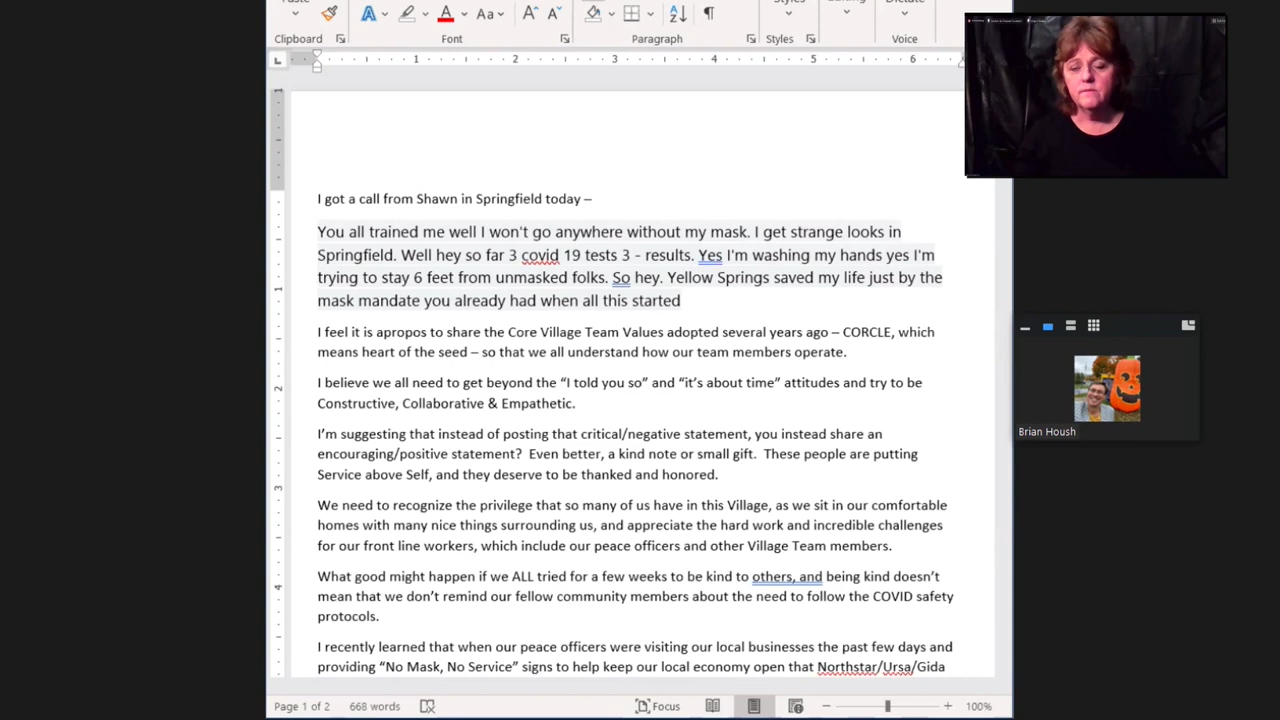 Paste
Styles
Editing
Dictate
Clipboard
Font
Paragraph
Styles
Voice
1 2 3 4 5 6
I got a call from Shawn in Springfield today –
You all trained me well I won't go anywhere without my mask. I get strange looks in
Springfield. Well hey so far 3 covid 19 tests 3 - results. Yes I'm washing my hands yes I'm
trying to stay 6 feet from unmasked folks. So hey. Yellow Springs saved my life just by the
mask mandate you already had when all this started
I feel it is apropos to share the Core Village Team Values adopted several years ago – CORCLE, which
means heart of the seed – so that we all understand how our team members operate.
I believe we all need to get beyond the “I told you so” and “it’s about time” attitudes and try to be
Constructive, Collaborative & Empathetic.
I’m suggesting that instead of posting that critical/negative statement, you instead share an
encouraging/positive statement?  Even better, a kind note or small gift.  These people are putting
Service above Self, and they deserve to be thanked and honored.
We need to recognize the privilege that so many of us have in this Village, as we sit in our comfortable
homes with many nice things surrounding us, and appreciate the hard work and incredible challenges
for our front line workers, which include our peace officers and other Village Team members.
What good might happen if we ALL tried for a few weeks to be kind to others, and being kind doesn’t
mean that we don’t remind our fellow community members about the need to follow the COVID safety
protocols.
I recently learned that when our peace officers were visiting our local businesses the past few days and
providing “No Mask, No Service” signs to help keep our local economy open that Northstar/Ursa/Gida
Brian Housh
Page 1 of 2
668 words
Focus
100%